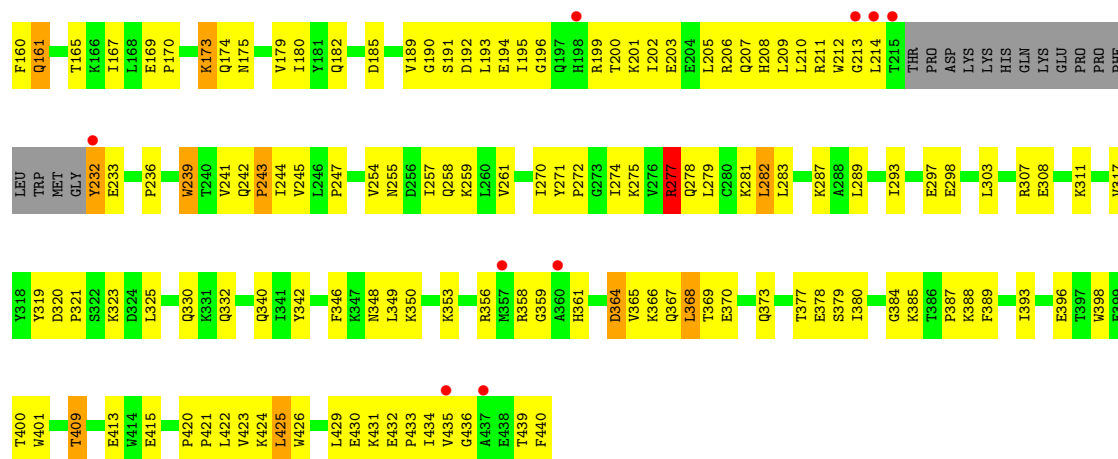 F160 Q161 T165 K166 I167 L168 E169 P170 K173 Q174 N175 V179 I180 Y181 Q182 D185 V189 G190 S191 D192 L193 E194 I195 G196 Q197 H198 R199 T200 K201 I202 E203 E204 L205 R206 Q207 H208 L209 L210 R211 W212 G213 L214 T215 THR PRO ASP LYS LYS HIS GLN LYS GLU PRO PRO PHE
LEU TRP MET GLY Y232 E233 P236 W239 T240 V241 Q242 P243 I244 V245 L246 P247 V254 N255 D256 I257 Q258 K259 L260 V261 I270 Y271 P272 G273 I274 K275 V276 R277 Q278 L279 C280 K281 L282 L283 K287 A288 L289 I293 E297 E298 L303 R307 E308 K311 V317
Y318 Y319 D320 P321 S322 K323 D324 L325 Q330 K331 Q332 Q340 I341 Y342 F346 K347 N348 L349 K350 K353 R356 M357 R358 G359 A360 H361 D364 V365 K366 Q367 L368 T369 E370 Q373 T377 E378 S379 I380 G384 K385 T386 P387 K388 F389 I393 E396 T397 W398 E399
T400 W401 T409 E413 W414 E415 P420 P421 L422 V423 K424 L425 W426 L429 E430 K431 E432 P433 I434 V435 G436 A437 E438 T439 F440